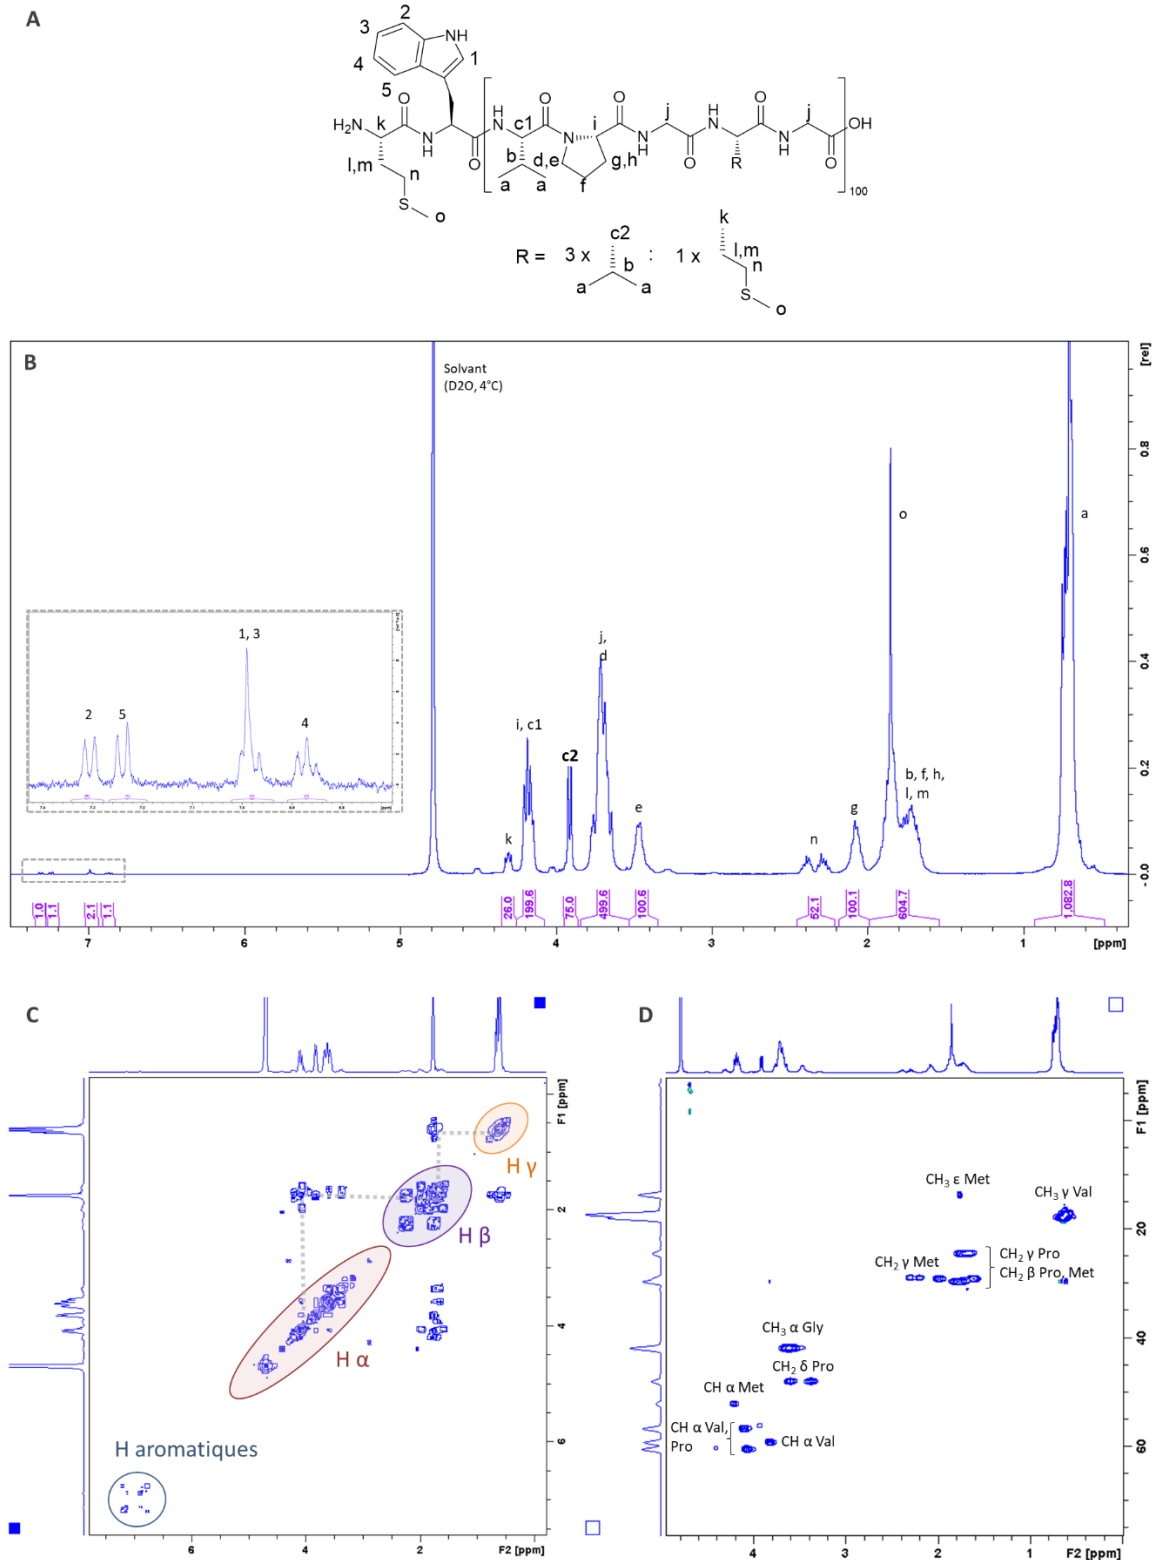 A
2
3
4
5
NH
1
H₂N
k
O
N
H
O
l,m
n
S
o
H
N
c1
O
O
b
a
a
N
i
O
d,e
g,h
f
N
H
j
O
H
N
O
R
N
H
j
O
OH
100
R = 3 x
c2
b
a
a
:
1 x
k
l,m
n
S
o
B
Solvant
(D2O, 4°C)
[rel]
0.8
0.6
0.4
0.2
- 0.0
2
5
1, 3
4
k
i, c1
c2
j,
d
e
n
g
o
b, f, h,
l, m
a
1.0
1.1
2.1
1.1
26.0
199.6
75.0
499.6
100.6
52.1
100.1
604.7
1,082.8
7
6
5
4
3
2
1
[ppm]
C
F1 [ppm]
H γ
H β
H α
H aromatiques
2
4
6
6
4
2
F2 [ppm]
D
F1 [ppm]
CH₃ ε Met
CH₃ γ Val
CH₂ γ Met
CH₂ γ Pro
CH₂ β Pro, Met
CH₃ α Gly
CH₂ δ Pro
CH α Met
CH α Val,
Pro
CH α Val
20
40
60
4
2
F2 [ppm]